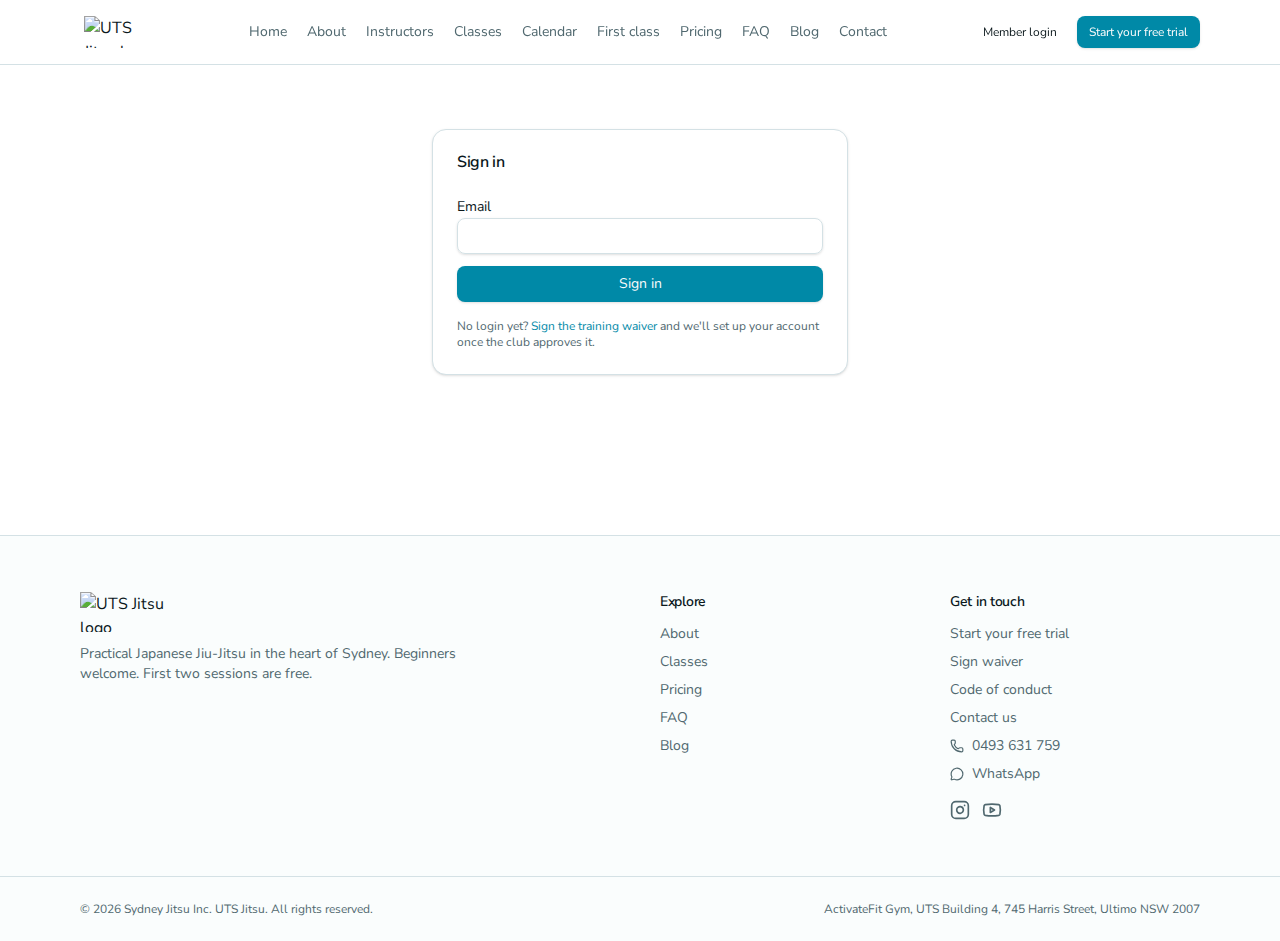 UTS
Home About Instructors Classes Calendar First class Pricing FAQ Blog Contact
Member login
Start your free trial
Sign in
Email
Sign in
No login yet? Sign the training waiver and we'll set up your account
once the club approves it.
UTS Jitsu
logo
Practical Japanese Jiu-Jitsu in the heart of Sydney. Beginners
welcome. First two sessions are free.
Explore
About
Classes
Pricing
FAQ
Blog
Get in touch
Start your free trial
Sign waiver
Code of conduct
Contact us
0493 631 759
WhatsApp
© 2026 Sydney Jitsu Inc. UTS Jitsu. All rights reserved.
ActivateFit Gym, UTS Building 4, 745 Harris Street, Ultimo NSW 2007